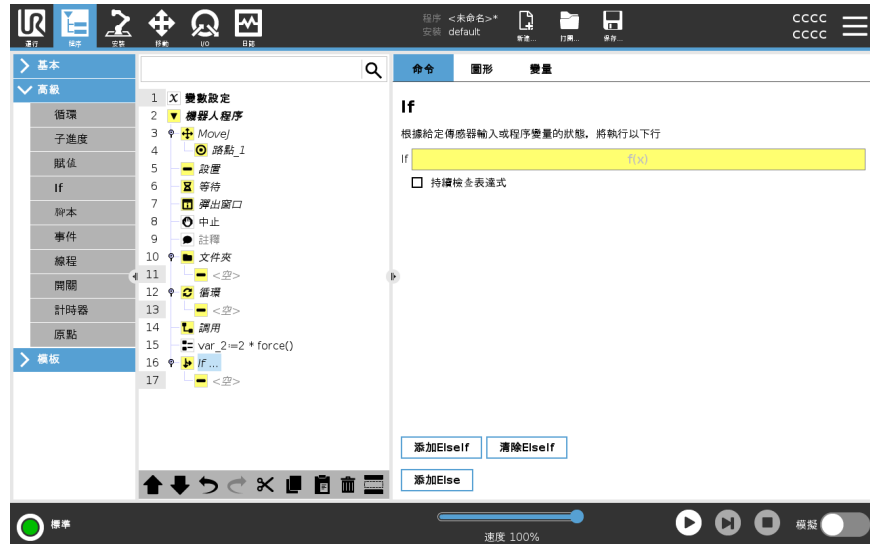 程序 <未命名>*
安裝 default
運行 程序 安裝 移動 I/O 日誌
新建... 打開... 保存...
CCCC
CCCC
基本
高級
循環
子進度
賦值
If
腳本
事件
線程
開關
計時器
原點
模板
1 X 變數設定
2 機器人程序
3 MoveJ
4 路點_1
5 設置
6 等待
7 彈出窗口
8 中止
9 註釋
10 文件夾
11 <空>
12 循環
13 <空>
14 調用
15 var_2≔2 * force()
16 If ...
17 <空>
命令 圖形 變量
If
根據給定傳感器輸入或程序變量的狀態，將執行以下行
If f(x)
持續檢查表達式
添加ElseIf 清除ElseIf
添加Else
標準
速度 100%
模擬